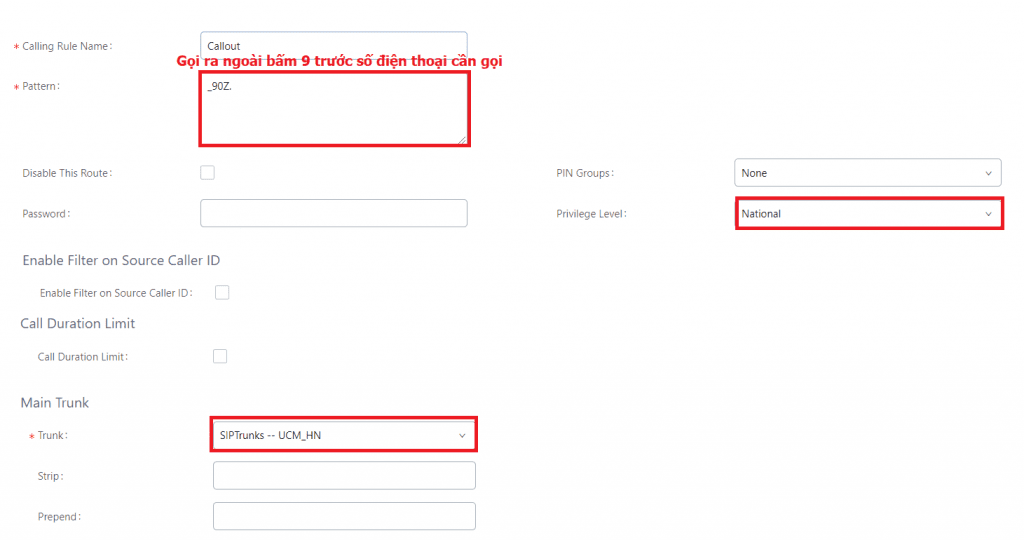 * Calling Rule Name:
Callout
Gọi ra ngoài bấm 9 trước số điện thoại cần gọi
* Pattern:
_90Z.
Disable This Route:
PIN Groups:
None
Password:
Privilege Level:
National
Enable Filter on Source Caller ID
Enable Filter on Source Caller ID:
Call Duration Limit
Call Duration Limit:
Main Trunk
* Trunk:
SIPTrunks -- UCM_HN
Strip:
Prepend: